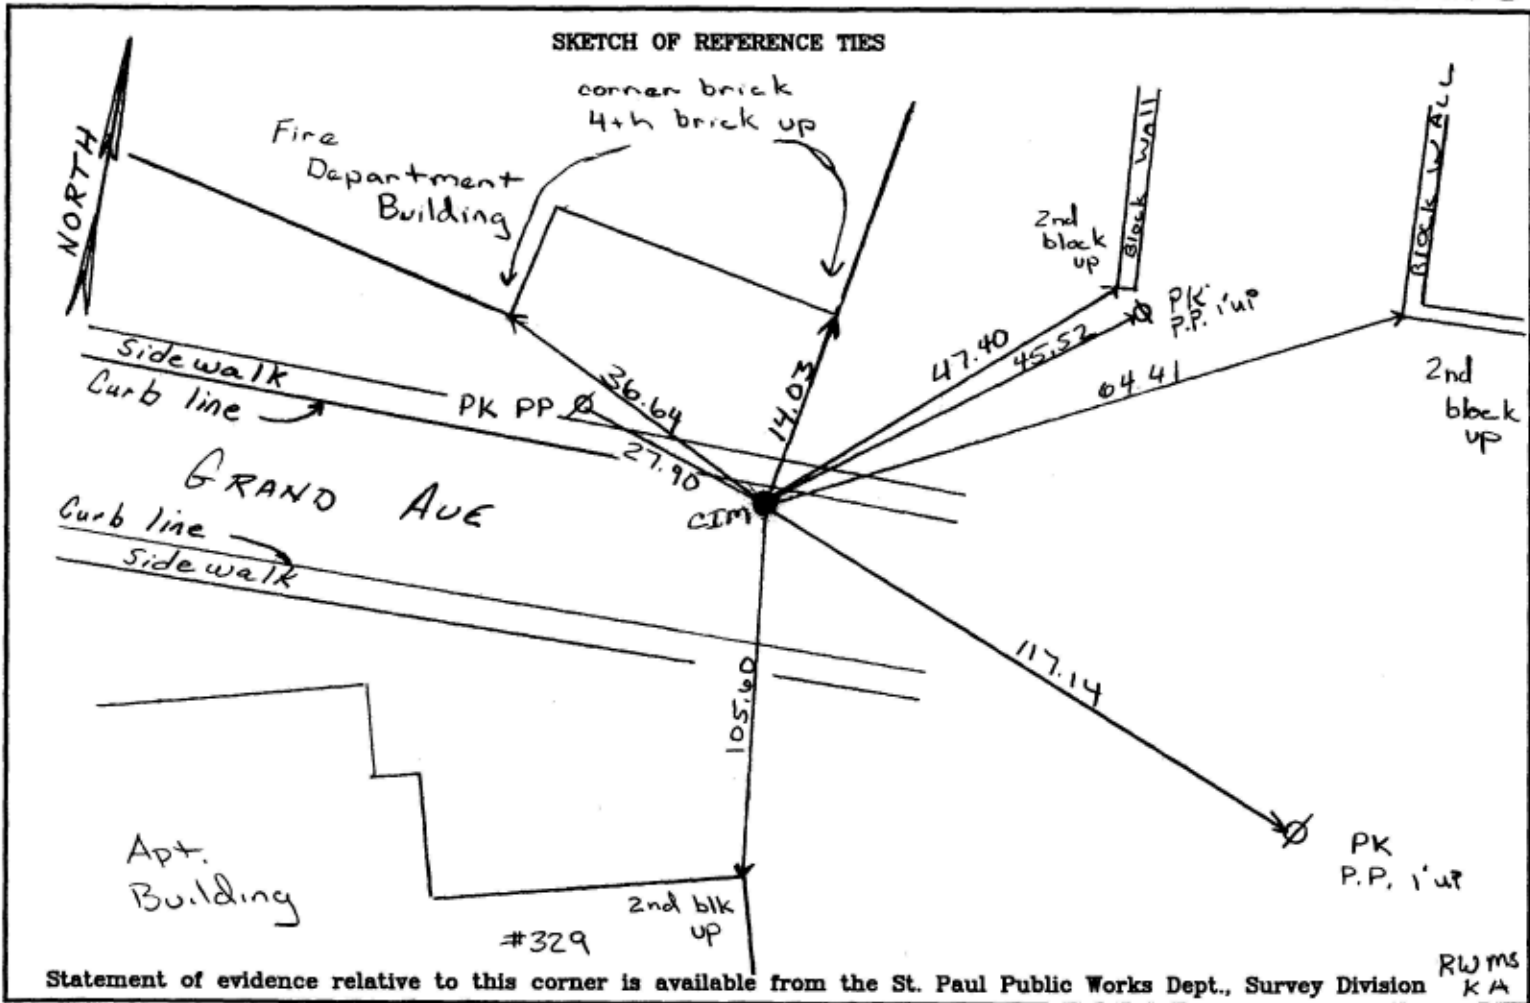 SKETCH OF REFERENCE TIES
NORTH
Fire
Department
Building
corner brick
4th brick up
2nd
block
up
Block Wall
PK
P.P. 1'up
Block WALL
2nd
block
up
Sidewalk
Curb line
PK PP
36.64
27.90
14.03
47.40
45.52
64.41
GRAND AVE
CIM
Curb line
Sidewalk
105.60
117.14
PK
P.P. 1'up
Apt.
Building
2nd blk
up
#329
Statement of evidence relative to this corner is available from the St. Paul Public Works Dept., Survey Division
RW MS
KA